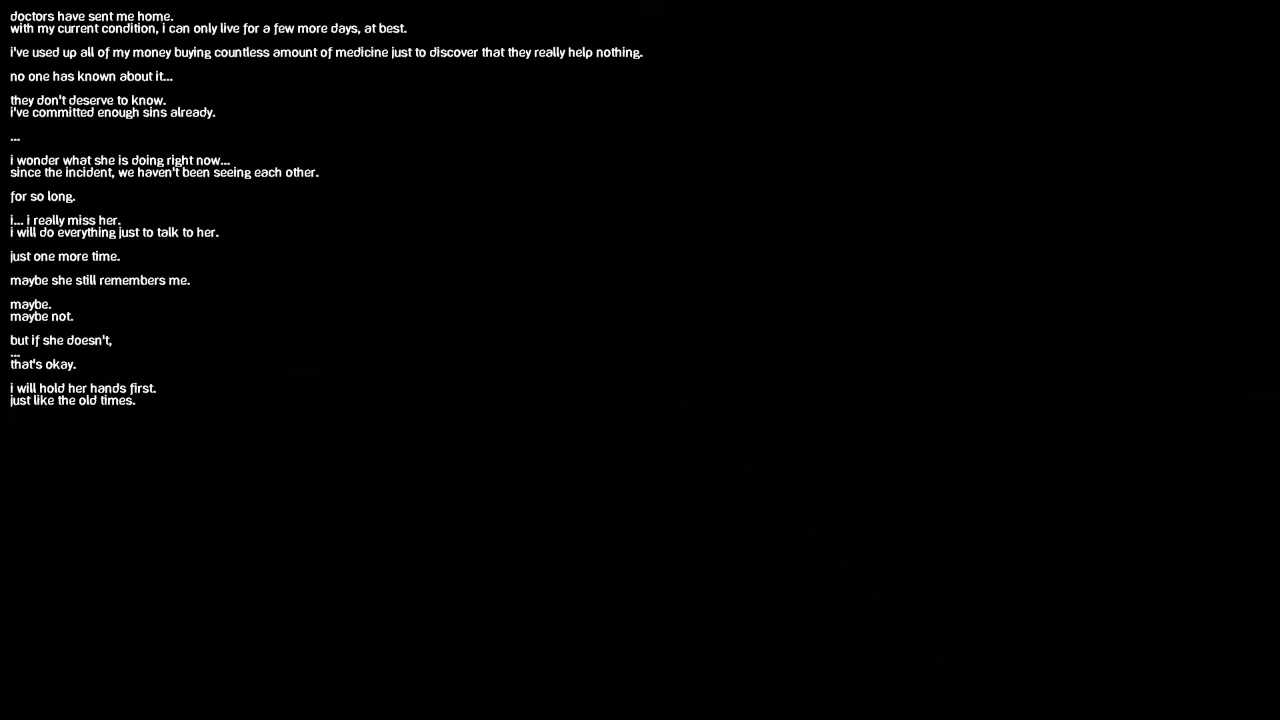 doctors have sent me home.
with my current condition, i can only live for a few more days, at best.
i've used up all of my money buying countless amount of medicine just to discover that they really help nothing.
no one has known about it...
they don't deserve to know.
i've committed enough sins already.
...
i wonder what she is doing right now...
since the incident, we haven't been seeing each other.
for so long.
i... i really miss her.
i will do everything just to talk to her.
just one more time.
maybe she still remembers me.
maybe.
maybe not.
but if she doesn't,
...
that's okay.
i will hold her hands first.
just like the old times.